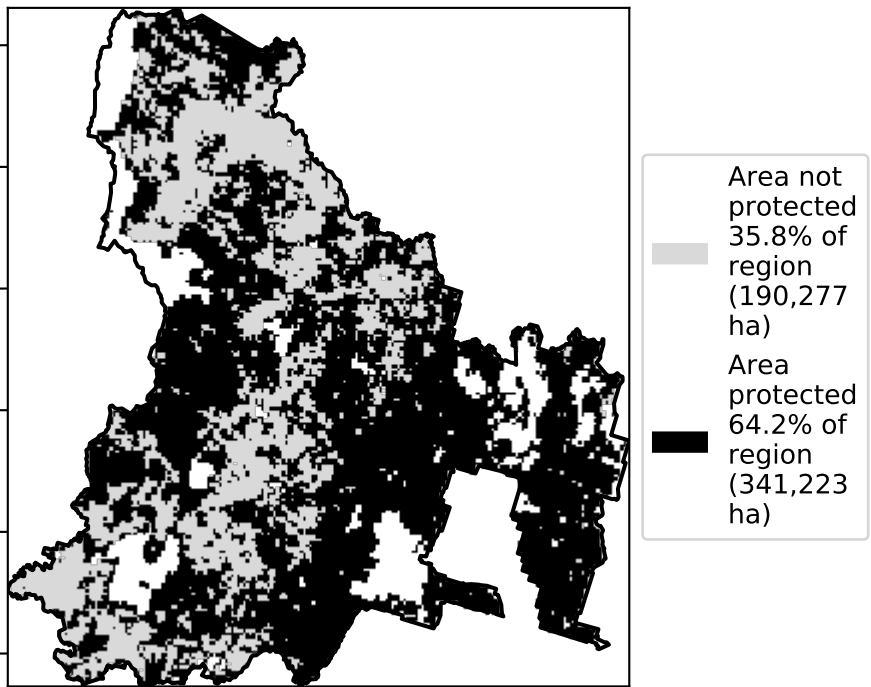 Area not
protected
35.8% of
region
(190,277
ha)
Area
protected
64.2% of
region
(341,223
ha)